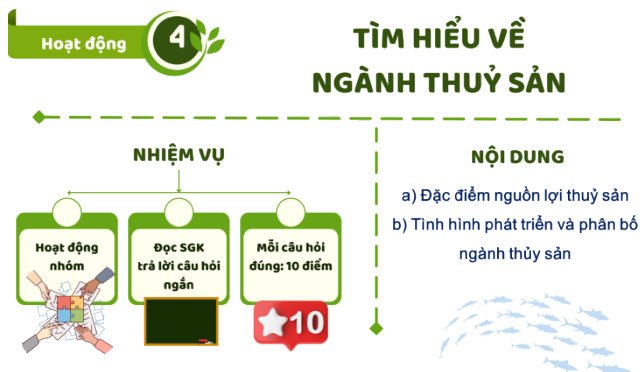 Hoạt động
4
TÌM HIỂU VỀ
NGÀNH THUỶ SẢN
NHIỆM VỤ
Hoạt động
nhóm
Đọc SGK
trả lời câu hỏi
ngắn
Mỗi câu hỏi
đúng: 10 điểm
10
NỘI DUNG
a) Đặc điểm nguồn lợi thuỷ sản
b) Tình hình phát triển và phân bố
ngành thủy sản